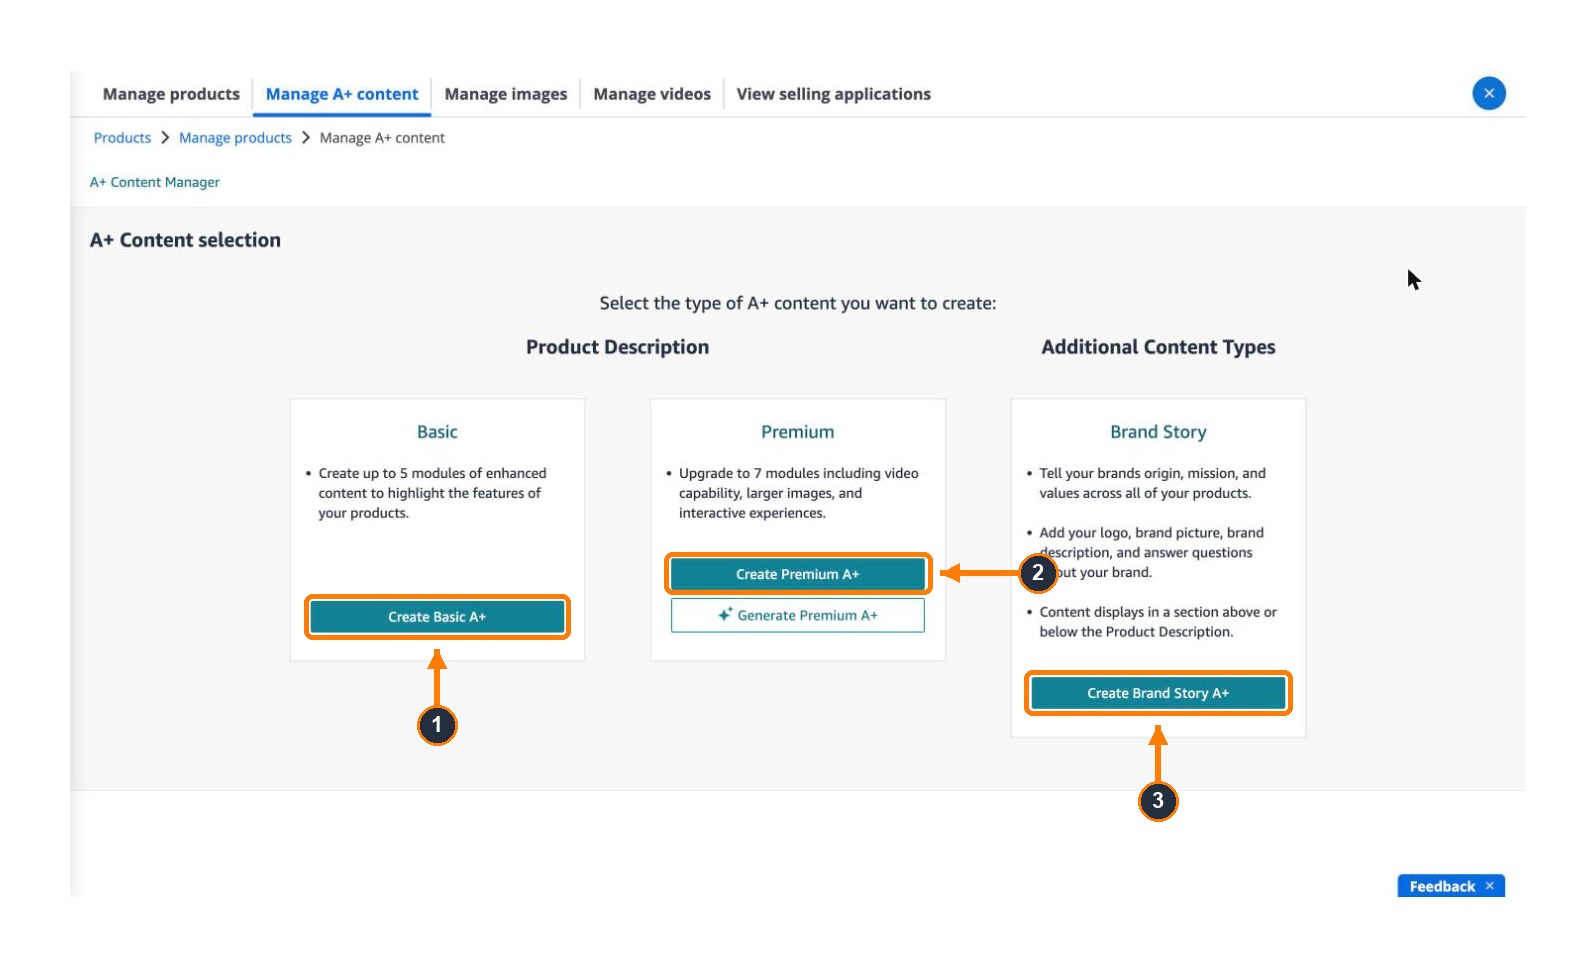 Manage products
Manage A+ content
Manage images
Manage videos
View selling applications
Products > Manage products > Manage A+ content
A+ Content Manager
A+ Content selection
Select the type of A+ content you want to create:
Product Description
Additional Content Types
Basic
• Create up to 5 modules of enhanced
content to highlight the features of
your products.
Create Basic A+
1
Premium
• Upgrade to 7 modules including video
capability, larger images, and
interactive experiences.
Create Premium A+
2
Generate Premium A+
Brand Story
• Tell your brands origin, mission, and
values across all of your products.
• Add your logo, brand picture, brand
description, and answer questions
out your brand.
• Content displays in a section above or
below the Product Description.
Create Brand Story A+
3
Feedback ×